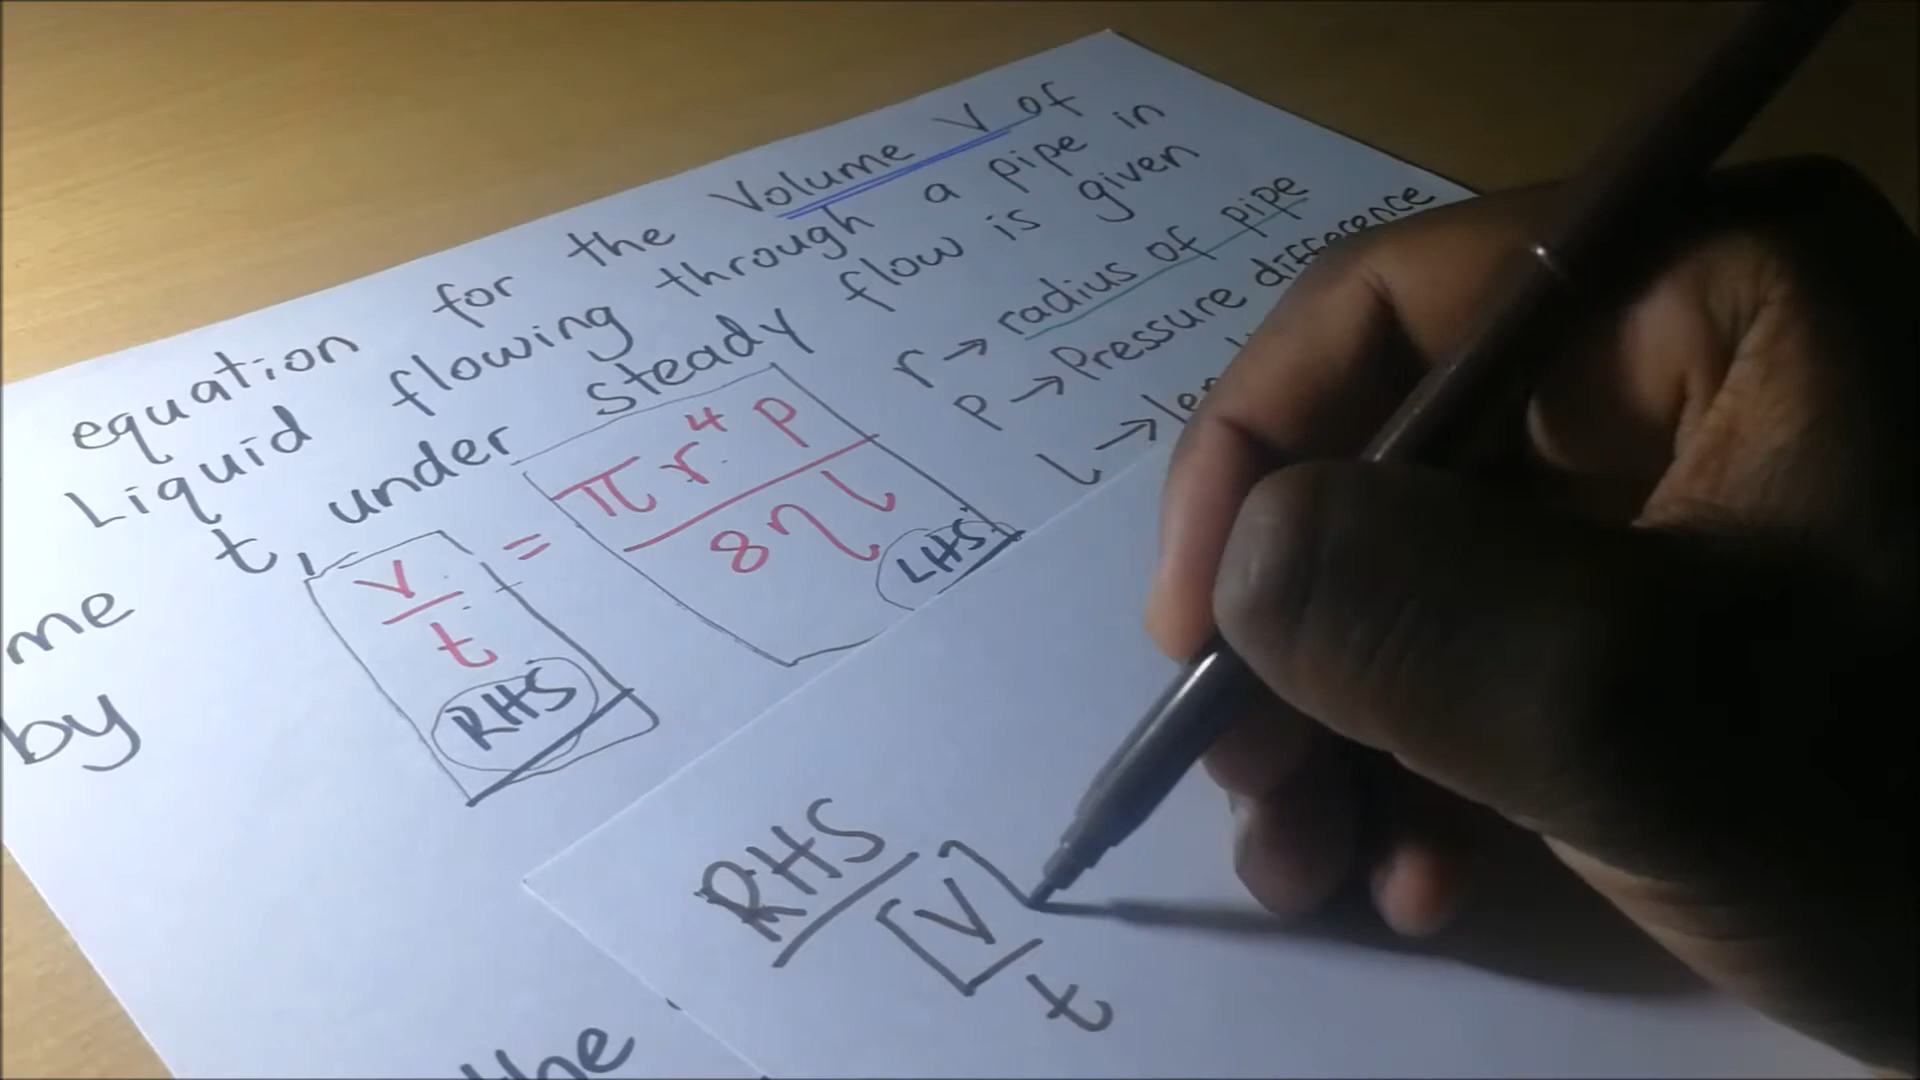 equation for the Volume V of
Liquid flowing through a pipe in
me t, under steady flow is given
by
V/t = πr⁴p/8ηl
RHS
LHS
r → radius of pipe
p → Pressure difference
l →
RHS
[V]
t
the